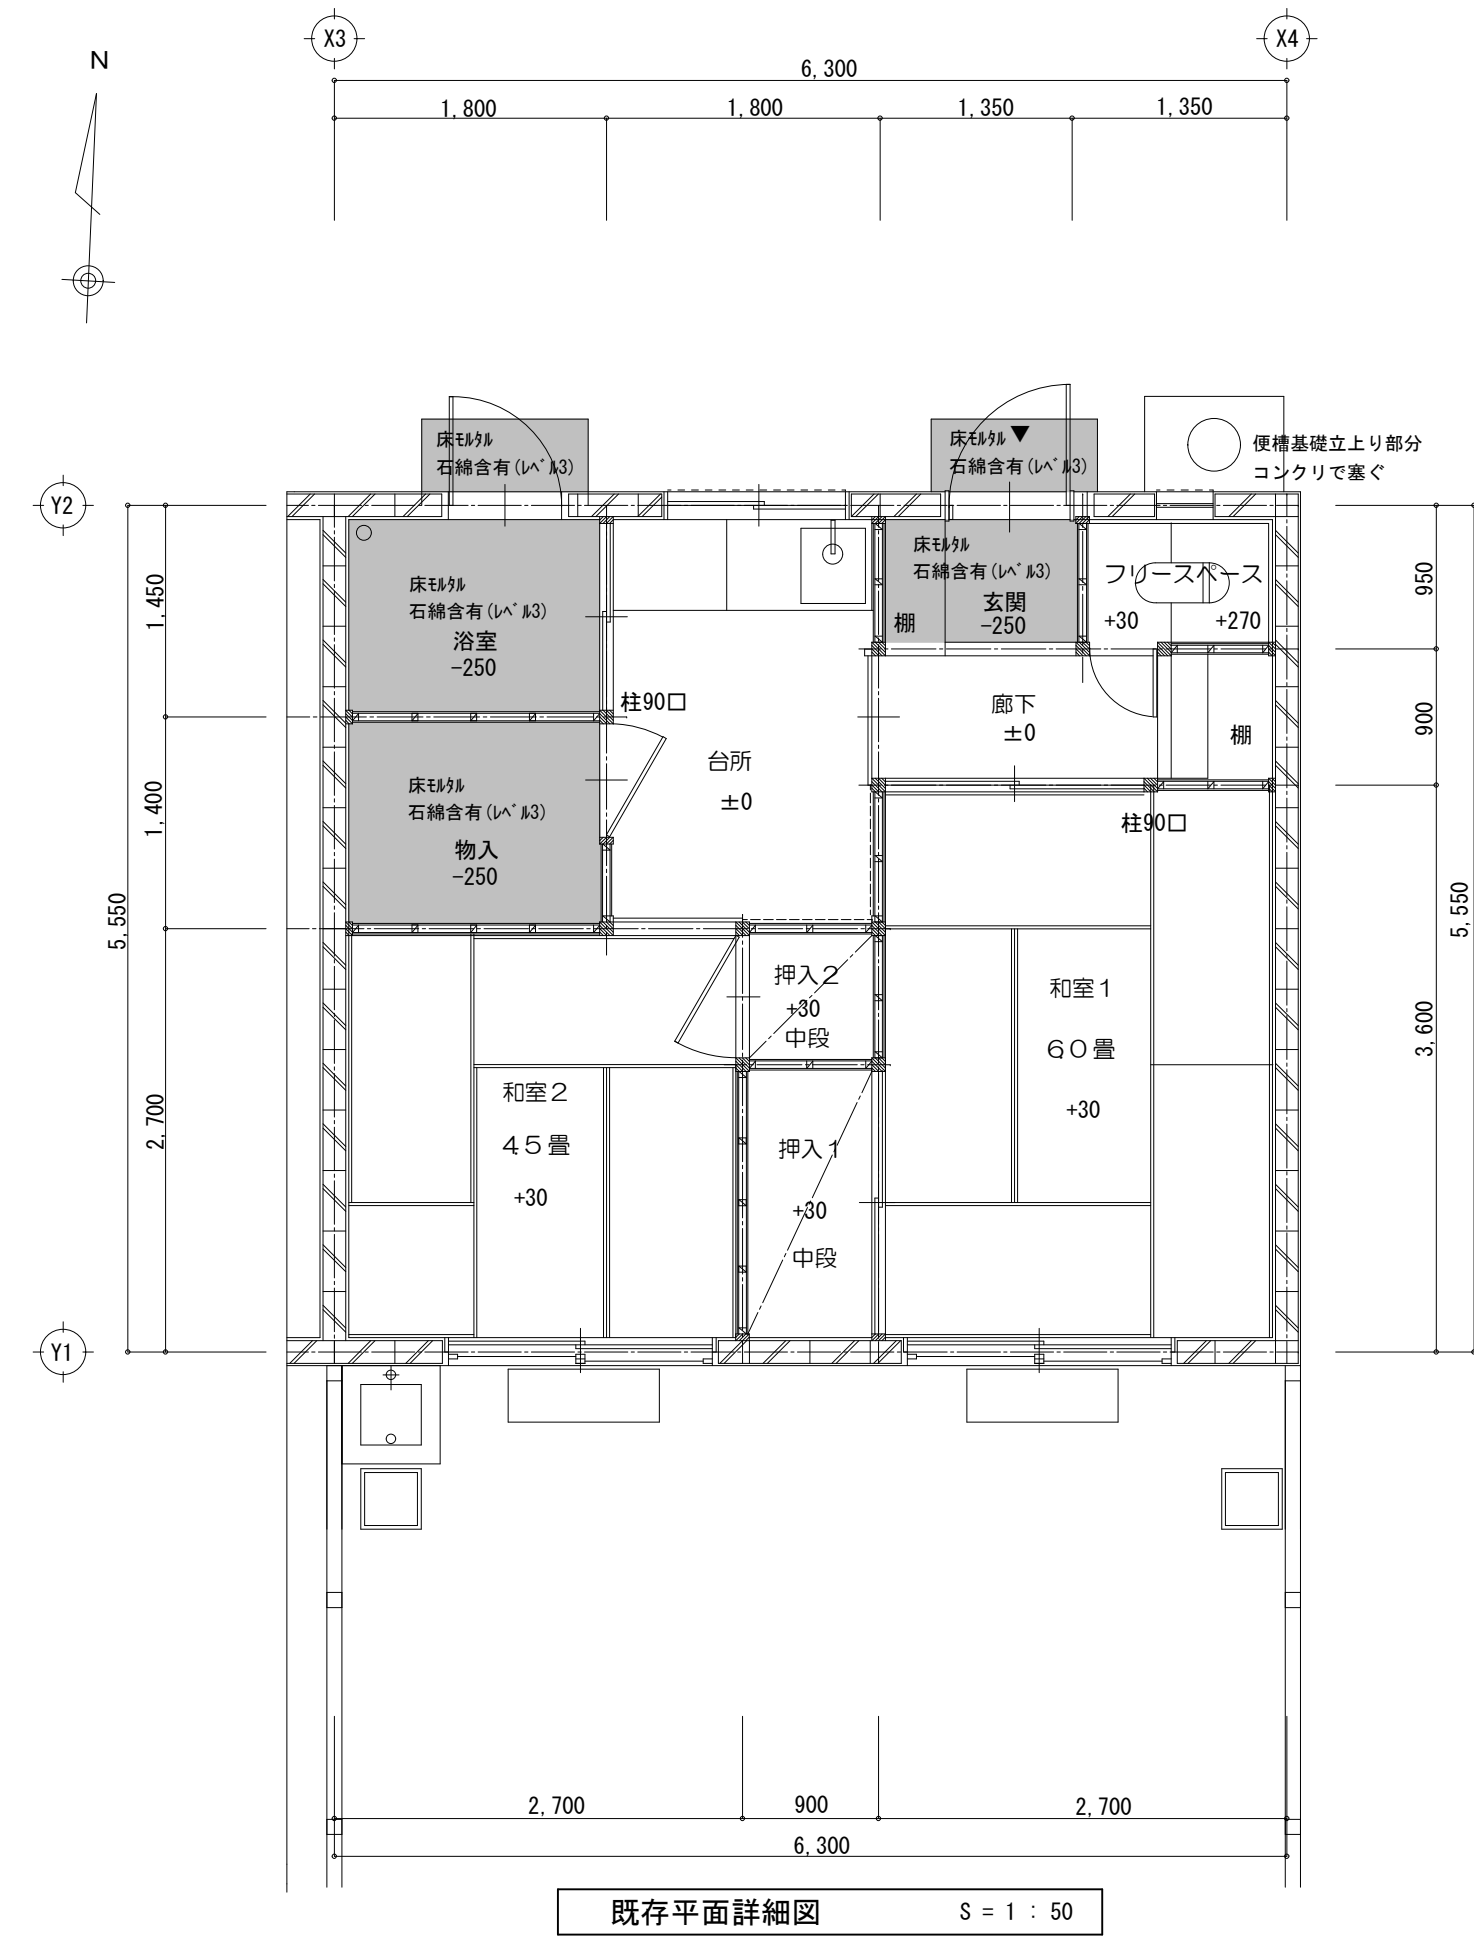 X3
X4
N
6,300
1,800
1,800
1,350
1,350
床ﾓﾙﾀﾙ
石綿含有(ﾚﾍﾞﾙ3)
床ﾓﾙﾀﾙ▼
石綿含有(ﾚﾍﾞﾙ3)
便槽基礎立上り部分
コンクリで塞ぐ
Y2
床ﾓﾙﾀﾙ
石綿含有(ﾚﾍﾞﾙ3)
浴室
-250
床ﾓﾙﾀﾙ
石綿含有(ﾚﾍﾞﾙ3)
玄関
-250
棚
フリースペース
+30
+270
1,450
950
柱90□
廊下
±0
棚
900
台所
±0
床ﾓﾙﾀﾙ
石綿含有(ﾚﾍﾞﾙ3)
物入
-250
1,400
柱90□
5,550
5,550
押入2
+30
中段
和室1
6.0畳
+30
3,600
和室2
4.5畳
+30
2,700
押入1
+30
中段
Y1
2,700
900
2,700
6,300
既存平面詳細図 S = 1 : 50